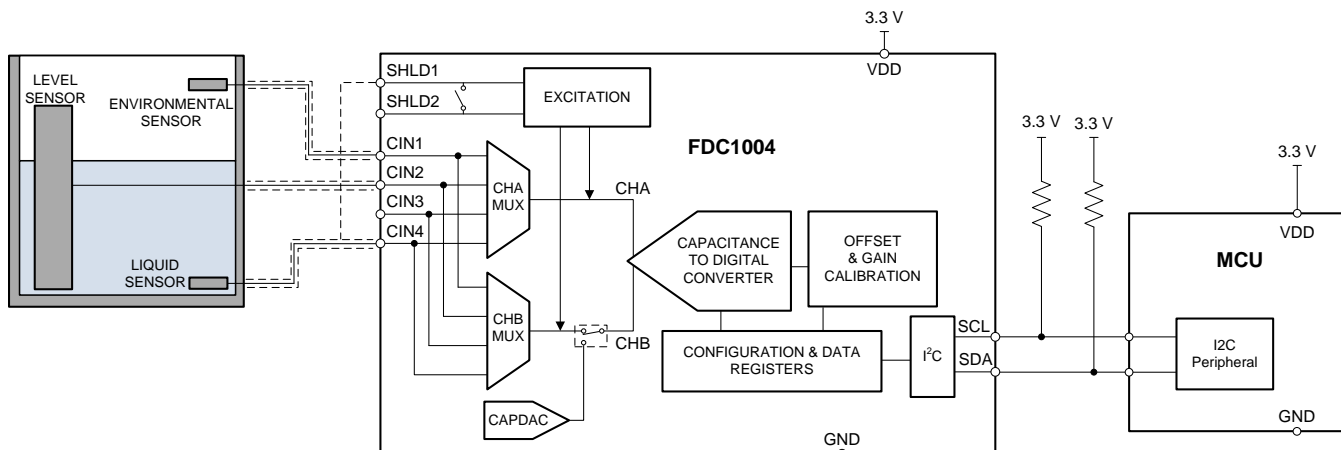 3.3 V
VDD
SHLD1
SHLD2
EXCITATION
LEVEL
SENSOR
ENVIRONMENTAL
SENSOR
CIN1
CIN2
CIN3
CIN4
FDC1004
3.3 V
3.3 V
3.3 V
CHA
MUX
CHA
CAPACITANCE
TO DIGITAL
CONVERTER
OFFSET
& GAIN
CALIBRATION
VDD
MCU
LIQUID
SENSOR
CHB
MUX
CHB
CONFIGURATION & DATA
REGISTERS
I²C
SCL
SDA
I2C
Peripheral
CAPDAC
GND
GND